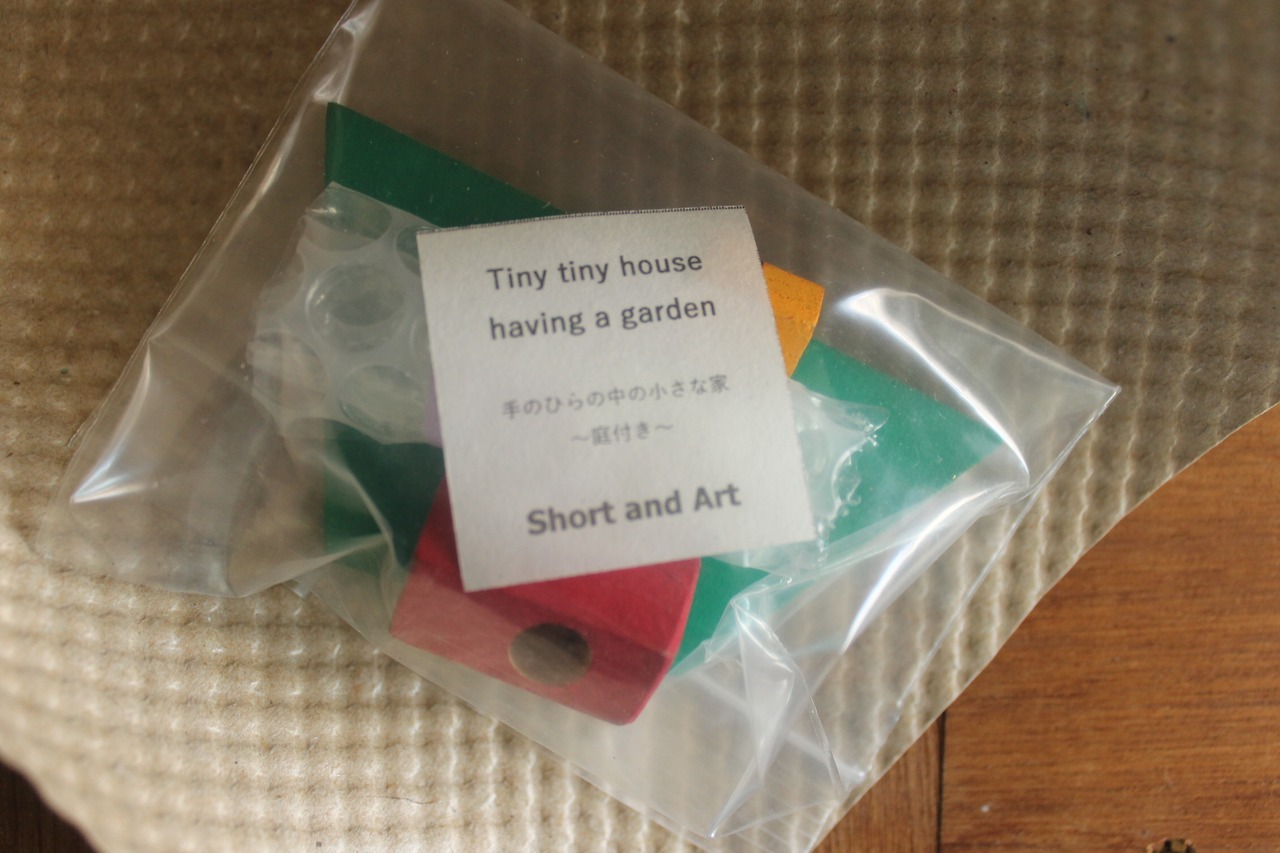 Tiny tiny house
having a garden
手のひらの中の小さな家
〜庭付き〜
Short and Art